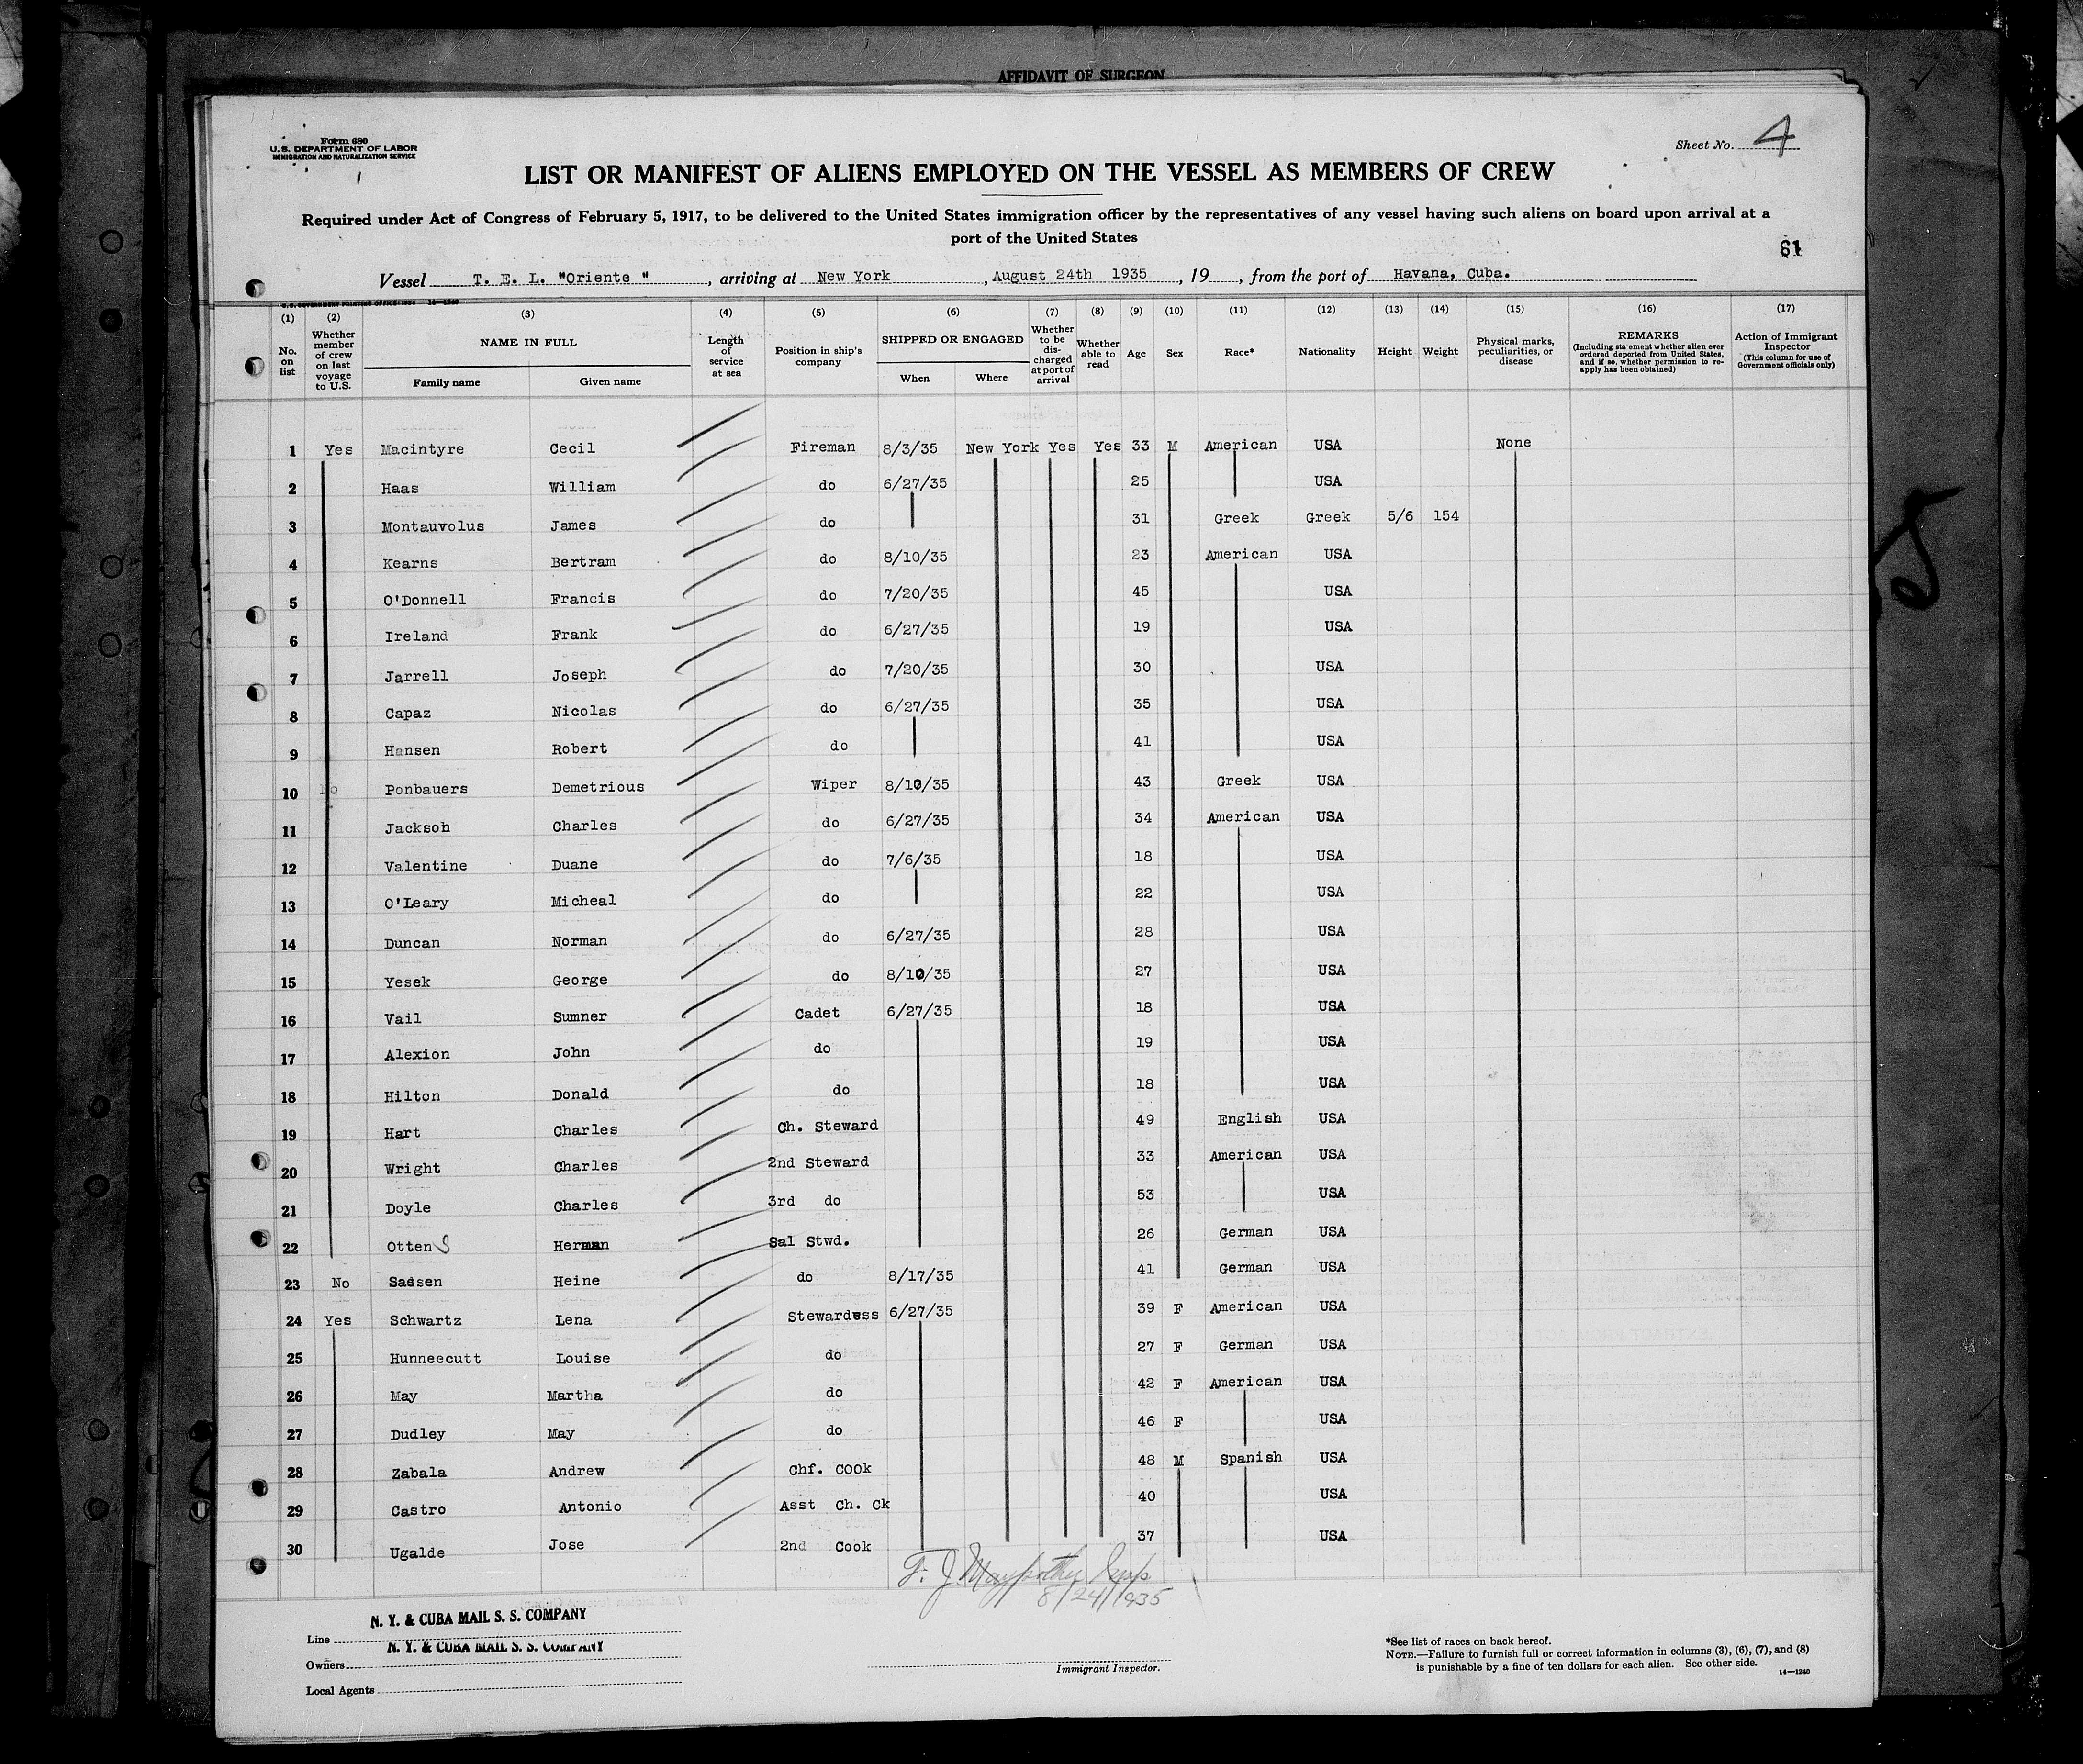 AFFIDAVIT OF SURGEON
Form 680
U. S. DEPARTMENT OF LABOR
IMMIGRATION AND NATURALIZATION SERVICE
Sheet No. 4
LIST OR MANIFEST OF ALIENS EMPLOYED ON THE VESSEL AS MEMBERS OF CREW
Required under Act of Congress of February 5, 1917, to be delivered to the United States immigration officer by the representatives of any vessel having such aliens on board upon arrival at a
port of the United States
61
Vessel T. E. L. "Oriente ", arriving at New York, August 24th 1935, 19, from the port of Havana, Cuba.
(1) (2) (3) (4) (5) (6) (7) (8) (9) (10) (11) (12) (13) (14) (15) (16) (17)
No. on list
Whether member of crew on last voyage to U.S.
NAME IN FULL
Family name Given name
Length of service at sea
Position in ship's company
SHIPPED OR ENGAGED
When Where
Whether to be discharged at port of arrival
Whether able to read
Age
Sex
Race*
Nationality
Height
Weight
Physical marks, peculiarities, or disease
REMARKS
(Including statement whether alien ever ordered deported from United States, and if so, whether permission to reapply has been obtained)
Action of Immigrant Inspector
(This column for use of Government officials only)
1 Yes Macintyre Cecil Fireman 8/3/35 New York Yes Yes 33 M American USA None
2 Haas William do 6/27/35 25 USA
3 Montauvolus James do 31 Greek Greek 5/6 154
4 Kearns Bertram do 8/10/35 23 American USA
5 O'Donnell Francis do 7/20/35 45 USA
6 Ireland Frank do 6/27/35 19 USA
7 Jarrell Joseph do 7/20/35 30 USA
8 Capaz Nicolas do 6/27/35 35 USA
9 Hansen Robert do 41 USA
10 No Ponbauers Demetrious Wiper 8/10/35 43 Greek USA
11 Jackson Charles do 6/27/35 34 American USA
12 Valentine Duane do 7/6/35 18 USA
13 O'Leary Micheal do 22 USA
14 Duncan Norman do 6/27/35 28 USA
15 Yesek George do 8/10/35 27 USA
16 Vail Sumner Cadet 6/27/35 18 USA
17 Alexion John do 19 USA
18 Hilton Donald do 18 USA
19 Hart Charles Ch. Steward 49 English USA
20 Wright Charles 2nd Steward 33 American USA
21 Doyle Charles 3rd do 53 USA
22 Otten S Herman Sal Stwd. 26 German USA
23 No Sassen Heine do 8/17/35 41 German USA
24 Yes Schwartz Lena Stewardess 6/27/35 39 F American USA
25 Hunneecutt Louise do 27 F German USA
26 May Martha do 42 F American USA
27 Dudley May do 46 F USA
28 Zabala Andrew Chf. COOk 48 M Spanish USA
29 Castro Antonio Asst Ch. Ck 40 USA
30 Ugalde Jose 2nd Cook 37 USA
8/24/1935
Line N. Y. & CUBA MAIL S. S. COMPANY
Owners N. Y. & CUBA MAIL S. S. COMPANY
Local Agents
Immigrant Inspector.
*See list of races on back hereof.
NOTE.—Failure to furnish full or correct information in columns (3), (6), (7), and (8)
is punishable by a fine of ten dollars for each alien. See other side.
14—1240